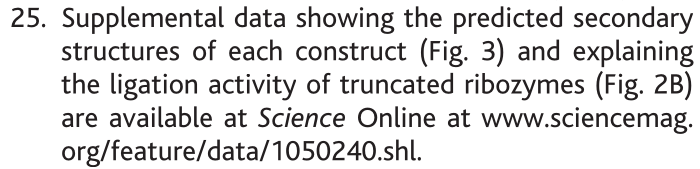 25. Supplemental data showing the predicted secondary
structures of each construct (Fig. 3) and explaining
the ligation activity of truncated ribozymes (Fig. 2B)
are available at Science Online at www.sciencemag.
org/feature/data/1050240.shl.